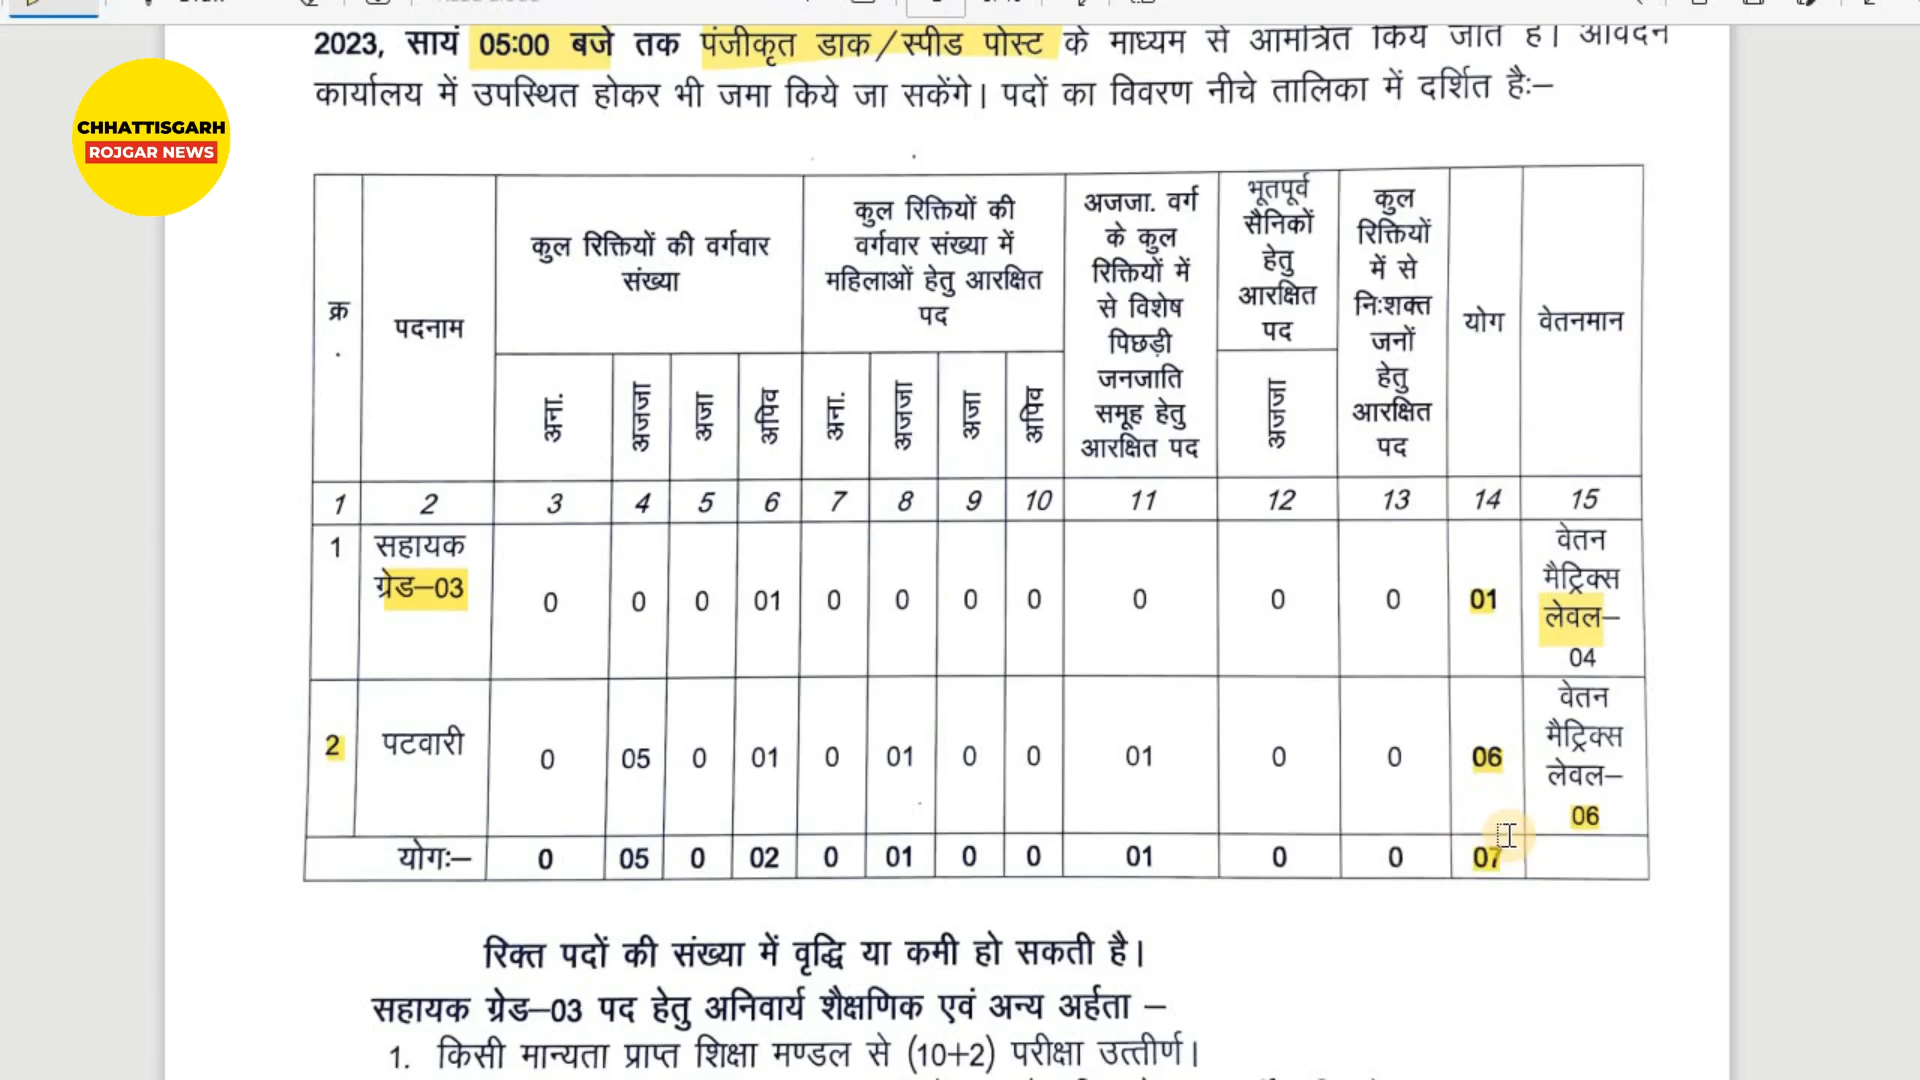 2023, सायं 05:00 बजे तक पंजीकृत डाक/स्पीड पोस्ट के माध्यम से आमंत्रित किये जाते है। आवेदन
कार्यालय में उपस्थित होकर भी जमा किये जा सकेंगे। पदों का विवरण नीचे तालिका में दर्शित हैः–
CHHATTISGARH
ROJGAR NEWS
क्र
.
पदनाम
कुल रिक्तियों की वर्गवार
संख्या
कुल रिक्तियों की
वर्गवार संख्या में
महिलाओं हेतु आरक्षित
पद
अजजा. वर्ग
के कुल
रिक्तियों में
से विशेष
पिछड़ी
जनजाति
समूह हेतु
आरक्षित पद
भूतपूर्व
सैनिकों
हेतु
आरक्षित
पद
कुल
रिक्तियों
में से
निःशक्त
जनों
हेतु
आरक्षित
पद
योग
वेतनमान
अना. अजजा अजा अपिव अना. अजजा अजा अपिव अजजा
1 2 3 4 5 6 7 8 9 10 11 12 13 14 15
1 सहायक
ग्रेड–03
0 0 0 01 0 0 0 0 0 0 0 01
वेतन
मैट्रिक्स
लेवल–
04
2 पटवारी 0 05 0 01 0 01 0 0 01 0 0 06
वेतन
मैट्रिक्स
लेवल–
06
योगः– 0 05 0 02 0 01 0 0 01 0 0 07
रिक्त पदों की संख्या में वृद्धि या कमी हो सकती है।
सहायक ग्रेड–03 पद हेतु अनिवार्य शैक्षणिक एवं अन्य अर्हता –
1. किसी मान्यता प्राप्त शिक्षा मण्डल से (10+2) परीक्षा उत्तीर्ण।